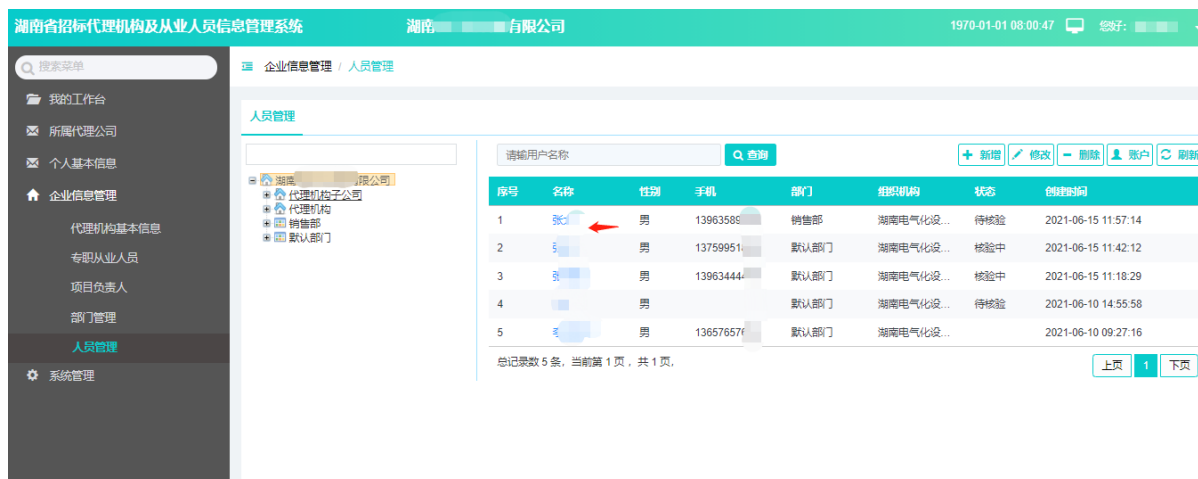 湖南省招标代理机构及从业人员信息管理系统 湖南 有限公司 1970-01-01 08:00:47 您好:
搜索菜单
企业信息管理 / 人员管理
我的工作台
所属代理公司
个人基本信息
企业信息管理
代理机构基本信息
专职从业人员
项目负责人
部门管理
人员管理
系统管理
人员管理
湖南 限公司
代理机构子公司
代理机构
销售部
默认部门
请输用户名称 查询 新增 修改 删除 账户 刷新
序号 名称 性别 手机 部门 组织机构 状态 创建时间
1 张 男 13963589 销售部 湖南电气化设... 待核验 2021-06-15 11:57:14
2 男 13759951 默认部门 湖南电气化设... 核验中 2021-06-15 11:42:12
3 男 13963444 默认部门 湖南电气化设... 核验中 2021-06-15 11:18:29
4 男 默认部门 湖南电气化设... 待核验 2021-06-10 14:55:58
5 男 13657657 默认部门 湖南电气化设... 2021-06-10 09:27:16
总记录数 5 条，当前第 1 页 ，共 1 页,
上页 1 下页